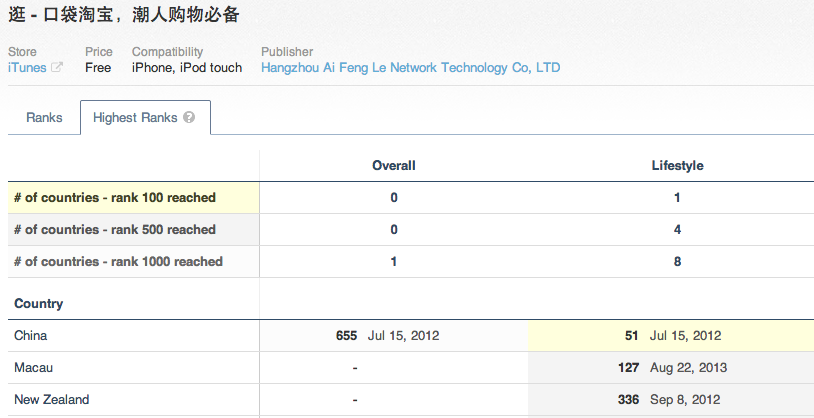 逛 - 口袋淘宝，潮人购物必备
Store Price Compatibility Publisher
iTunes Free iPhone, iPod touch Hangzhou Ai Feng Le Network Technology Co, LTD
Ranks Highest Ranks ?
Overall Lifestyle
# of countries - rank 100 reached 0 1
# of countries - rank 500 reached 0 4
# of countries - rank 1000 reached 1 8
Country
China 655 Jul 15, 2012 51 Jul 15, 2012
Macau - 127 Aug 22, 2013
New Zealand - 336 Sep 8, 2012